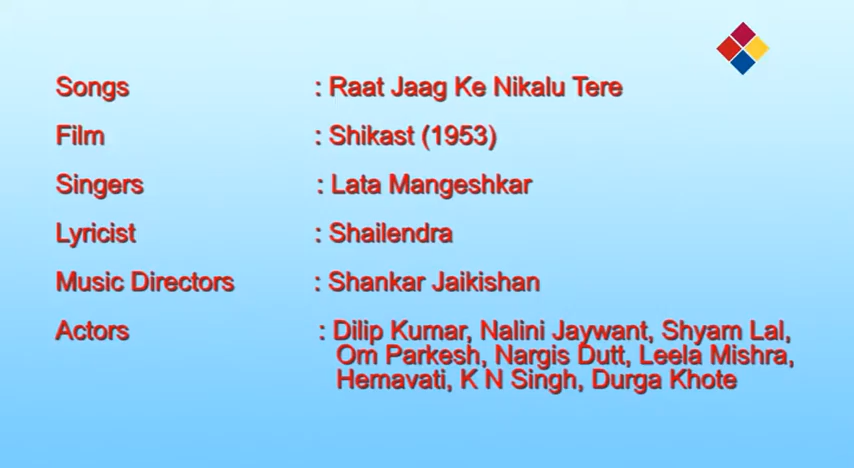 Songs : Raat Jaag Ke Nikalu Tere
Film : Shikast (1953)
Singers : Lata Mangeshkar
Lyricist : Shailendra
Music Directors : Shankar Jaikishan
Actors : Dilip Kumar, Nalini Jaywant, Shyam Lal,
Om Parkesh, Nargis Dutt, Leela Mishra,
Hemavati, K N Singh, Durga Khote